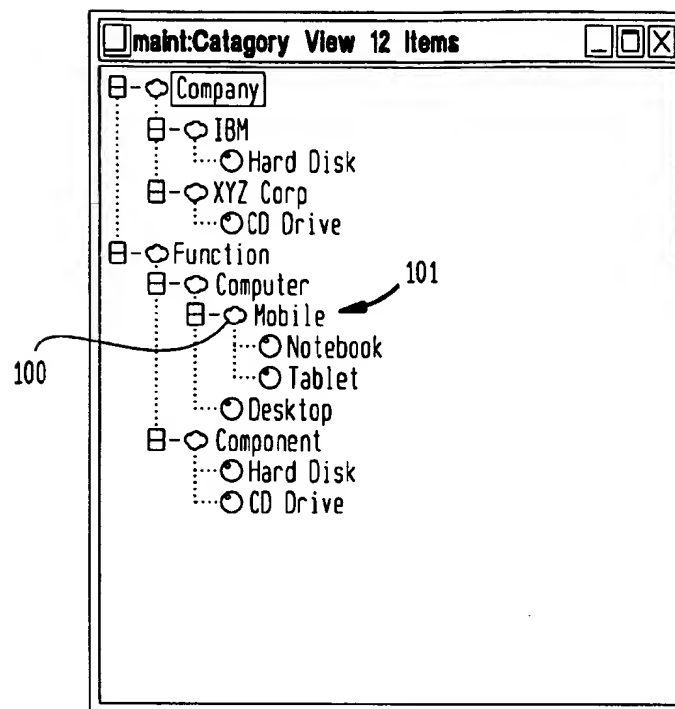 maint:Catagory View 12 Items
Company
IBM
Hard Disk
XYZ Corp
CD Drive
Function
Computer
101
Mobile
Notebook
100
Tablet
Desktop
Component
Hard Disk
CD Drive